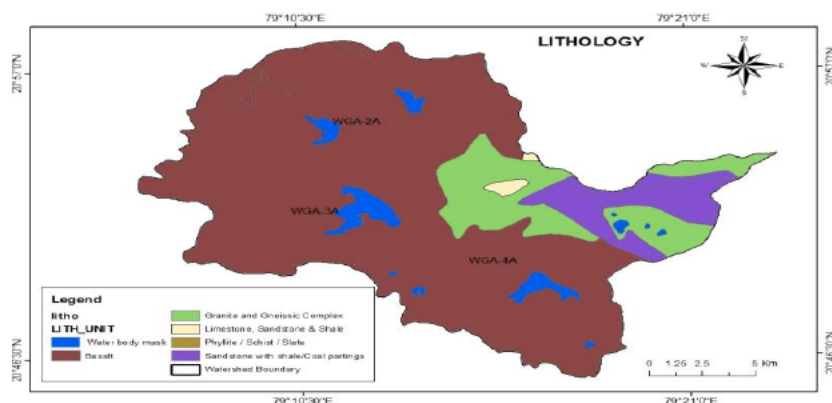 79°10'30"E
79°21'0"E
LITHOLOGY
N
W
E
S
20°57'0"N
20°57'0"N
WGA-2A
WGA-3A
WGA-4A
Legend
litho
LITH_UNIT
Water body mask
Basalt
Granite and Gneissic Complex
Limestone, Sandstone & Shale
Phyllite / Schist / Slate
Sandstone with shale/Coal partings
Watershed Boundary
0 1.25 2.5 5 Km
20°46'30"N
20°46'30"N
79°10'30"E
79°21'0"E